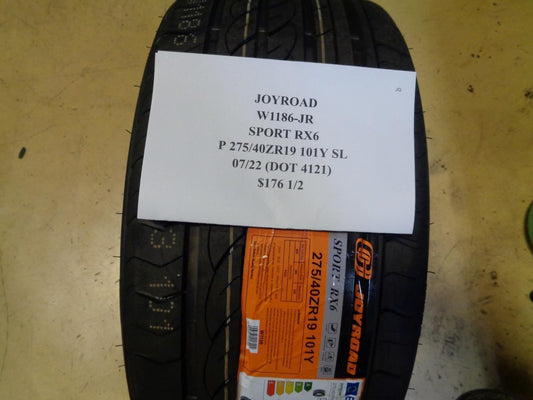 JOYROAD
W1186-JR
SPORT RX6
P 275/40ZR19 101Y SL
07/22 (DOT 4121)
$176 1/2
SPORT RX6
JOYROAD
275/40ZR19 101Y